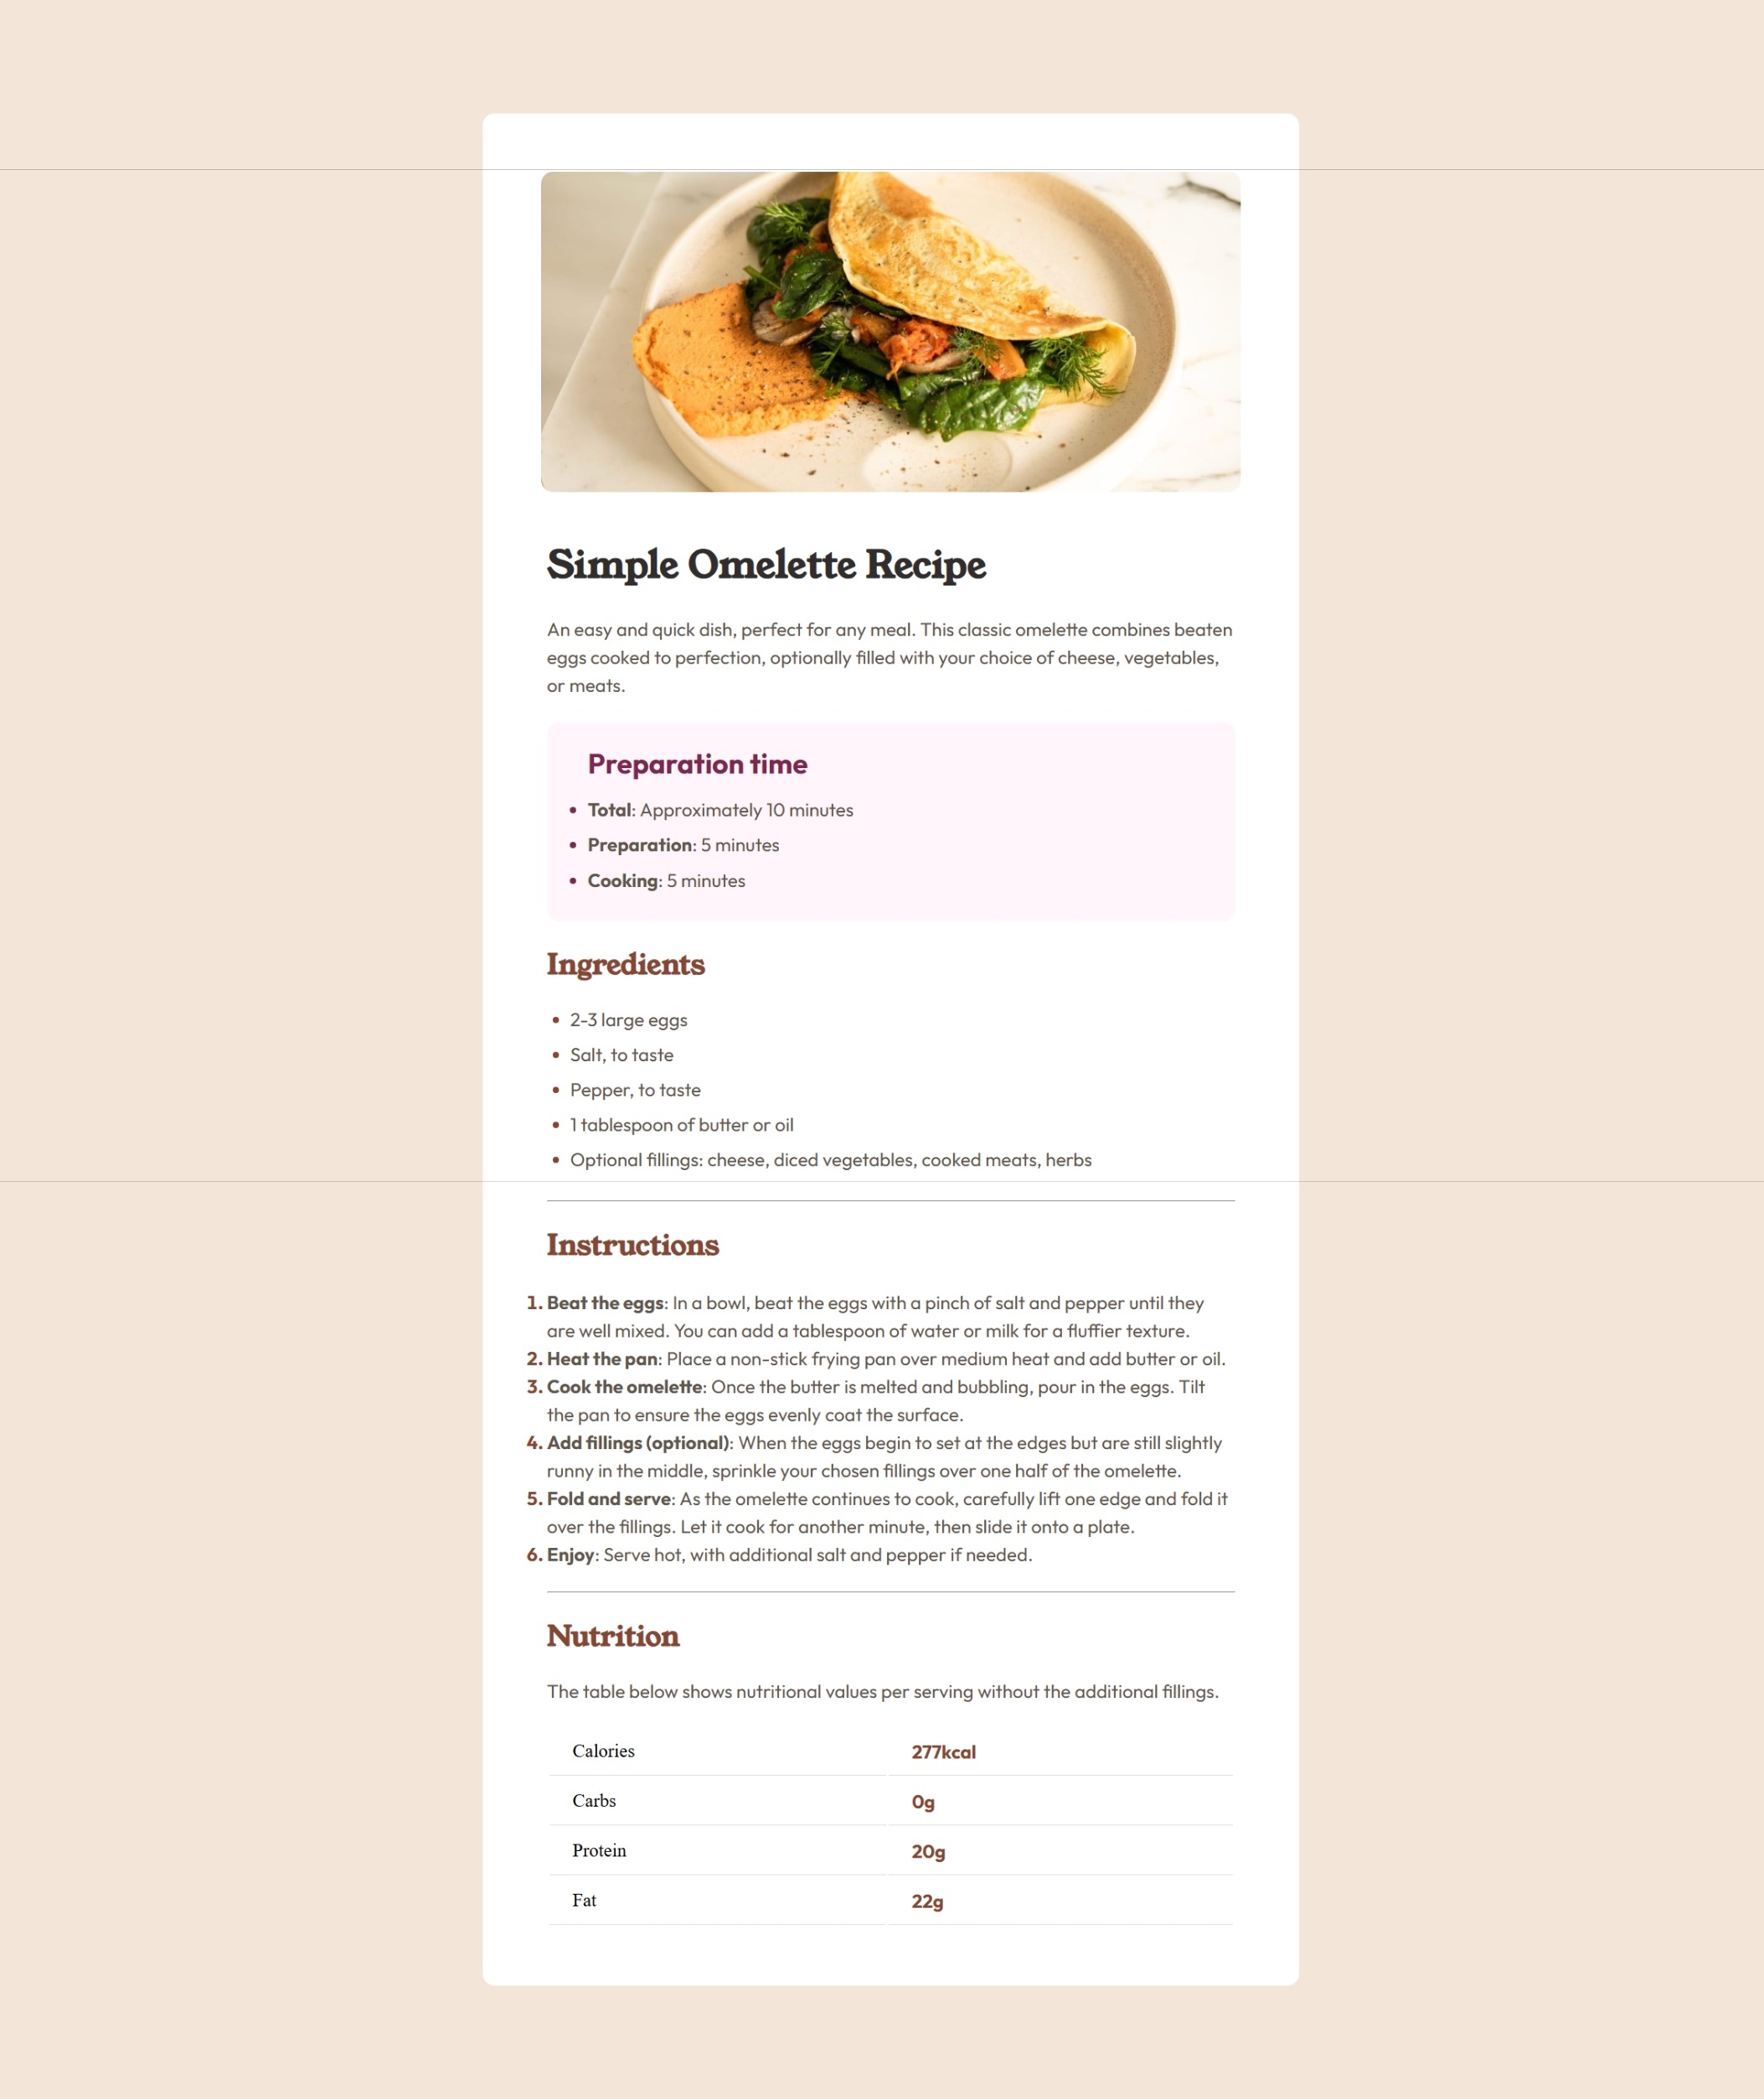 Simple Omelette Recipe
An easy and quick dish, perfect for any meal. This classic omelette combines beaten
eggs cooked to perfection, optionally filled with your choice of cheese, vegetables,
or meats.
Preparation time
• Total: Approximately 10 minutes
• Preparation: 5 minutes
• Cooking: 5 minutes
Ingredients
• 2-3 large eggs
• Salt, to taste
• Pepper, to taste
• 1 tablespoon of butter or oil
• Optional fillings: cheese, diced vegetables, cooked meats, herbs
Instructions
1. Beat the eggs: In a bowl, beat the eggs with a pinch of salt and pepper until they
are well mixed. You can add a tablespoon of water or milk for a fluffier texture.
2. Heat the pan: Place a non-stick frying pan over medium heat and add butter or oil.
3. Cook the omelette: Once the butter is melted and bubbling, pour in the eggs. Tilt
the pan to ensure the eggs evenly coat the surface.
4. Add fillings (optional): When the eggs begin to set at the edges but are still slightly
runny in the middle, sprinkle your chosen fillings over one half of the omelette.
5. Fold and serve: As the omelette continues to cook, carefully lift one edge and fold it
over the fillings. Let it cook for another minute, then slide it onto a plate.
6. Enjoy: Serve hot, with additional salt and pepper if needed.
Nutrition
The table below shows nutritional values per serving without the additional fillings.
Calories 277kcal
Carbs 0g
Protein 20g
Fat 22g